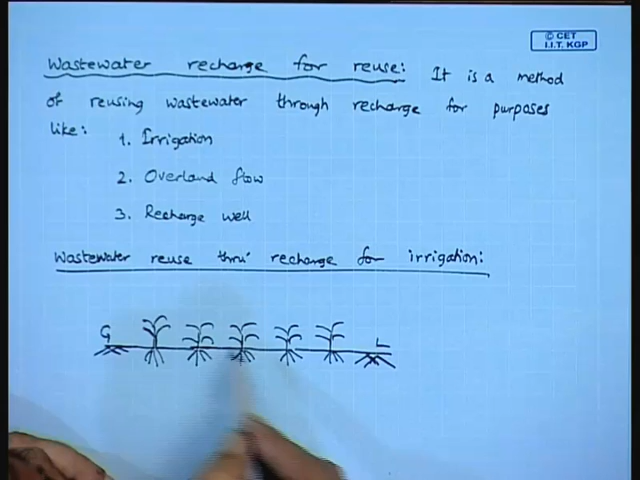 © CET
I.I.T. KGP
Wastewater recharge for reuse: It is a method
of reusing wastewater through recharge for purposes
like:
1. Irrigation
2. Overland flow
3. Recharge well
Wastewater reuse thru' recharge for irrigation:
G L